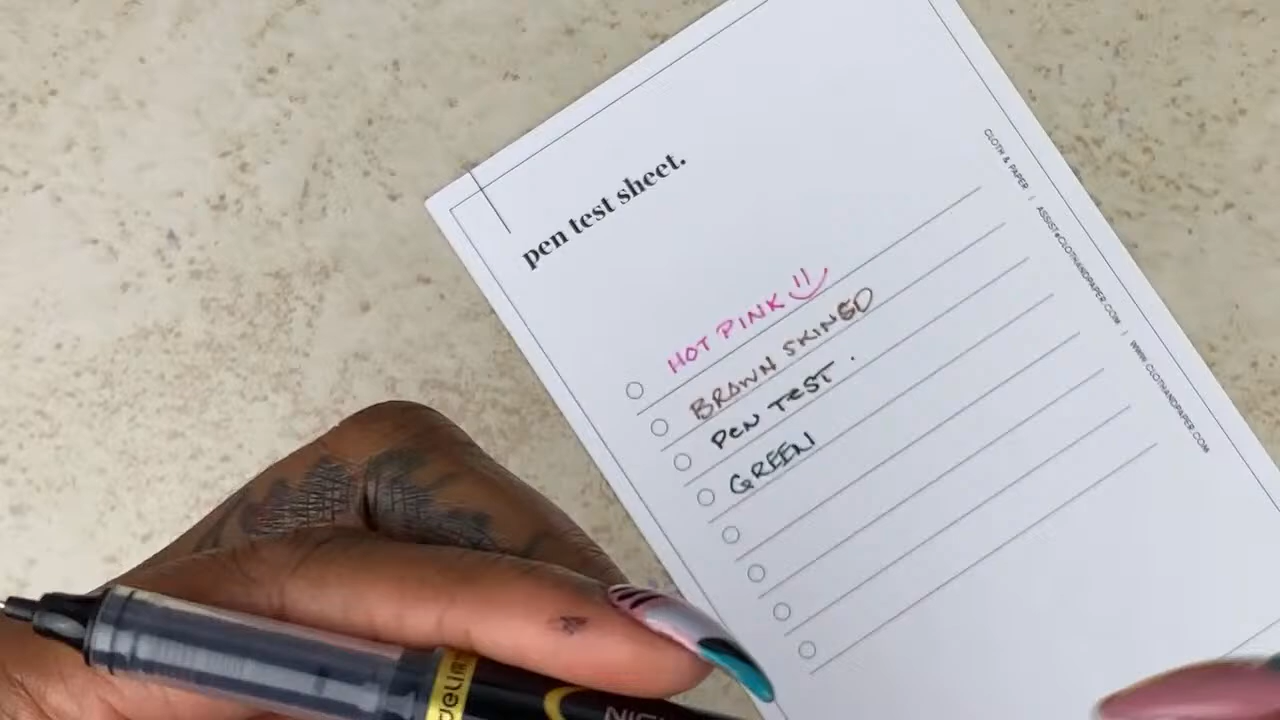 pen test sheet.
HOT PINK
BROWN SKINED
PEN TEST.
GREEN
CLOTH & PAPER | ASSIST@CLOTHANDPAPER.COM | WWW.CLOTHANDPAPER.COM
deli